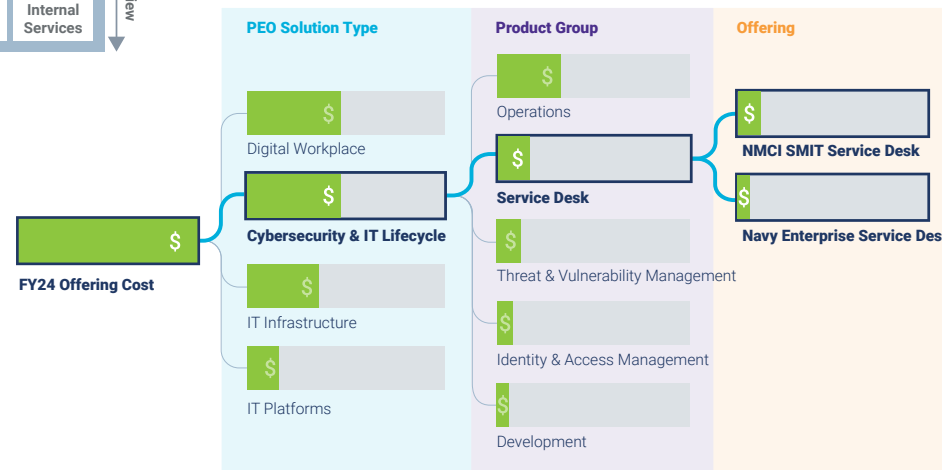 Internal
Services
PEO Solution Type
Product Group
Offering
$
Operations
$
Digital Workplace
$
NMCI SMIT Service Desk
$
Service Desk
$
Cybersecurity & IT Lifecycle
$
Navy Enterprise Service Des
$
FY24 Offering Cost
$
Threat & Vulnerability Management
$
IT Infrastructure
$
Identity & Access Management
$
IT Platforms
$
Development